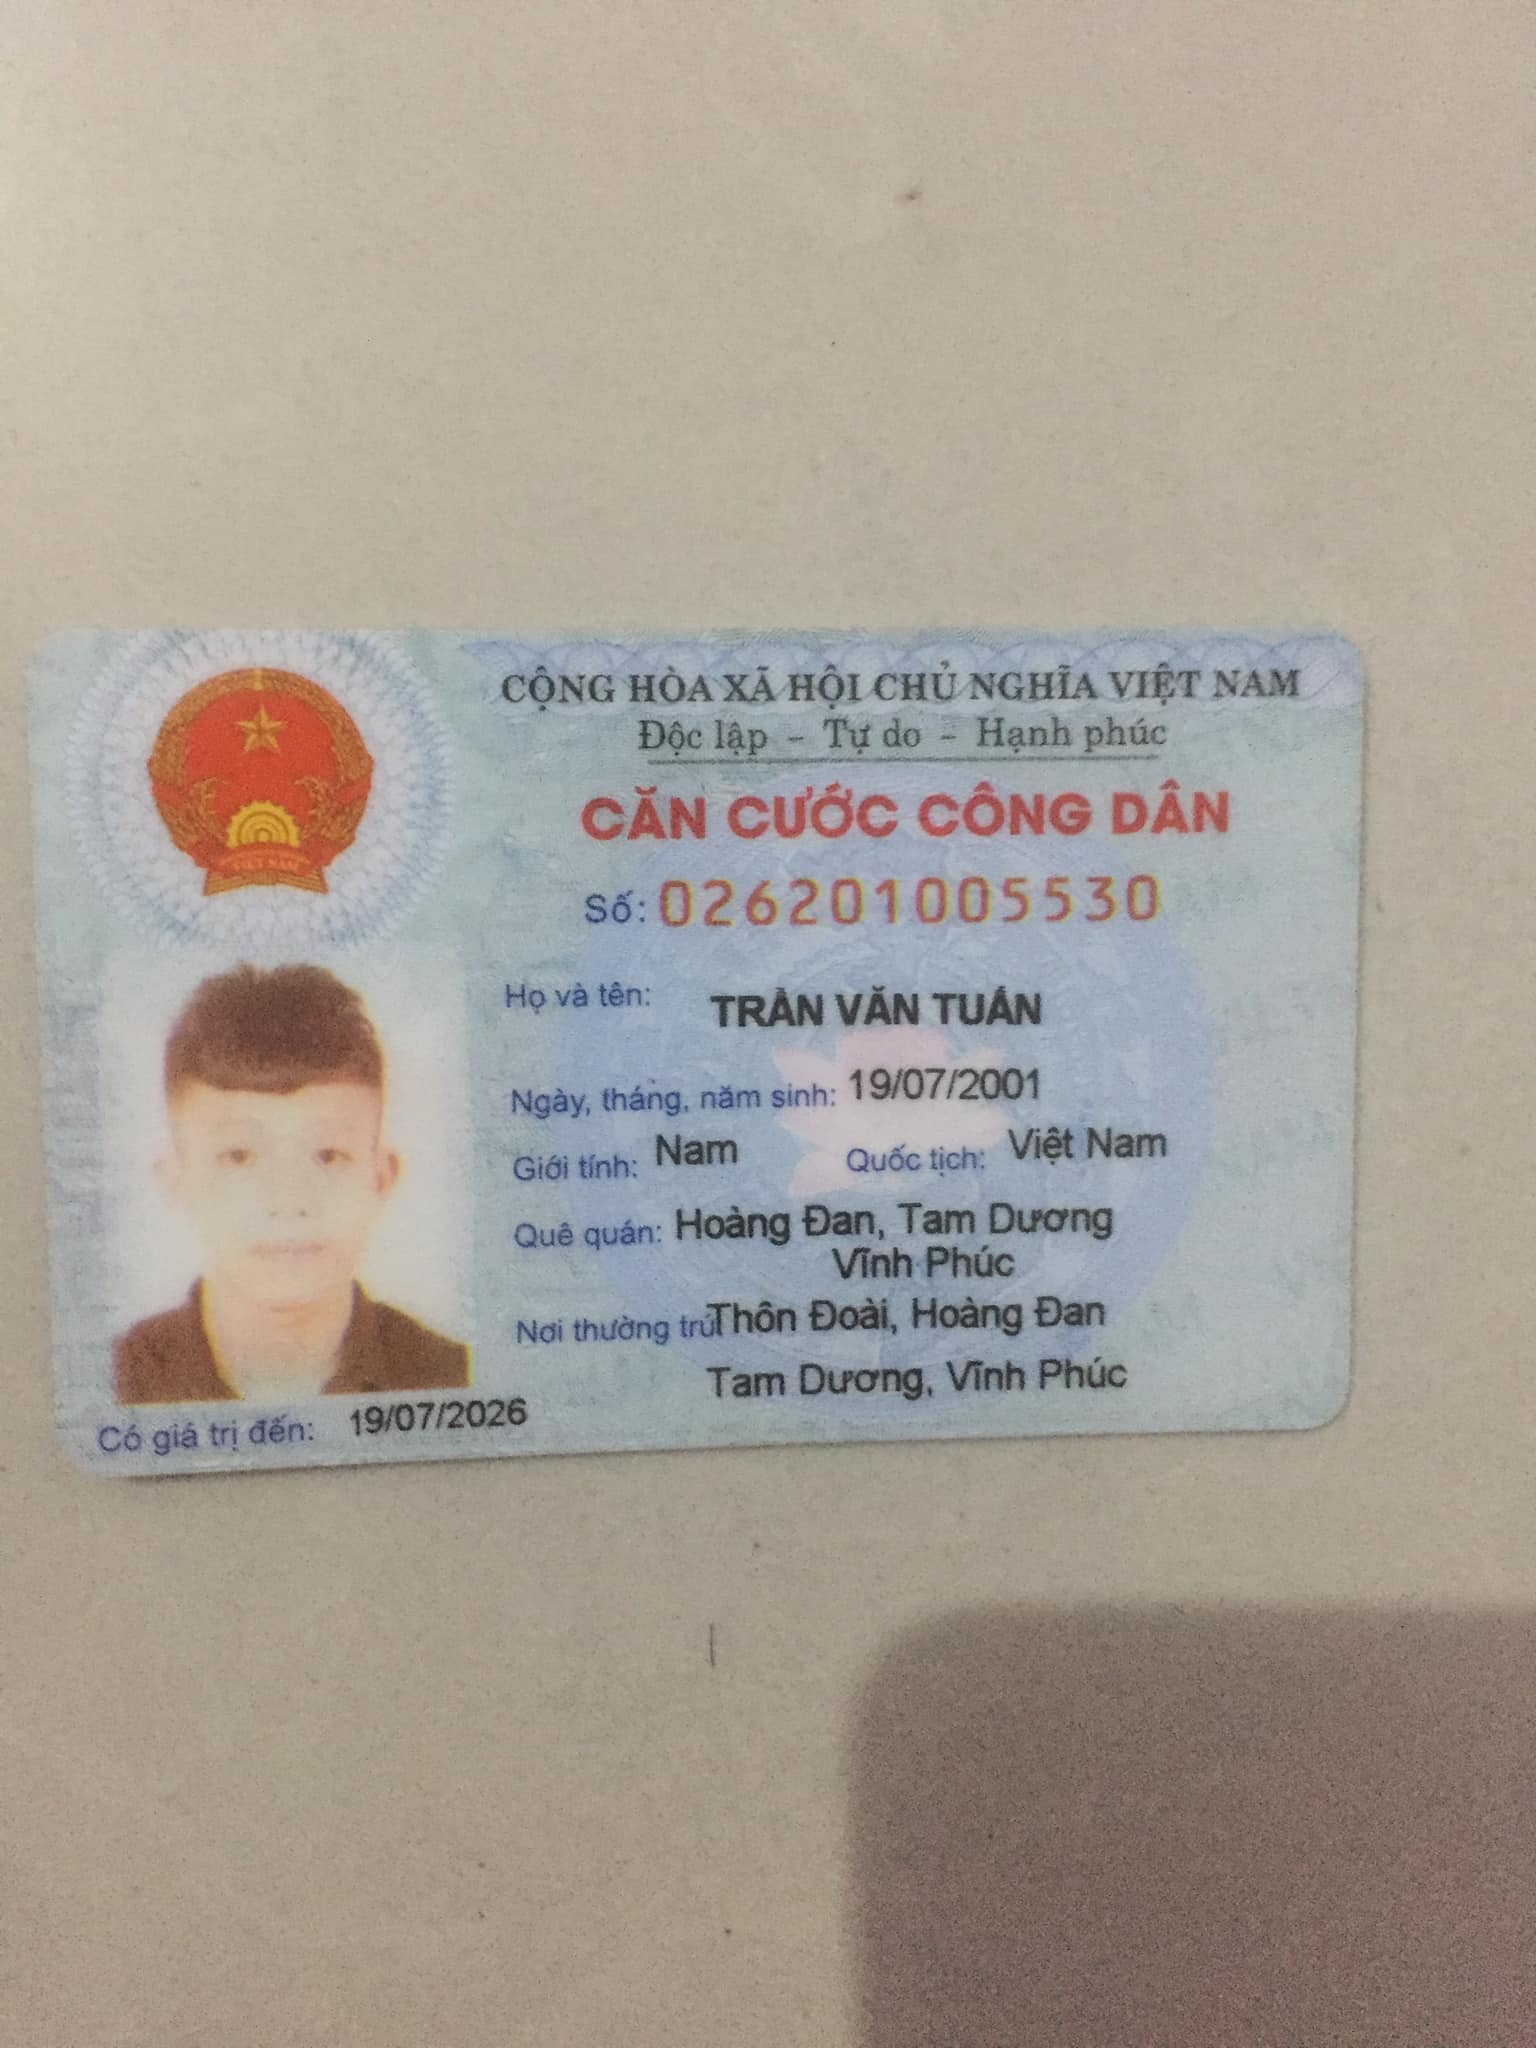 CỘNG HÒA XÃ HỘI CHỦ NGHĨA VIỆT NAM
Độc lập - Tự do - Hạnh phúc
CĂN CƯỚC CÔNG DÂN
Số: 026201005530
Họ và tên: TRẦN VĂN TUẤN
Ngày, tháng, năm sinh: 19/07/2001
Giới tính: Nam Quốc tịch: Việt Nam
Quê quán: Hoàng Đan, Tam Dương
Vĩnh Phúc
Nơi thường trú: Thôn Đoài, Hoàng Đan
Tam Dương, Vĩnh Phúc
Có giá trị đến: 19/07/2026
VIỆT NAM